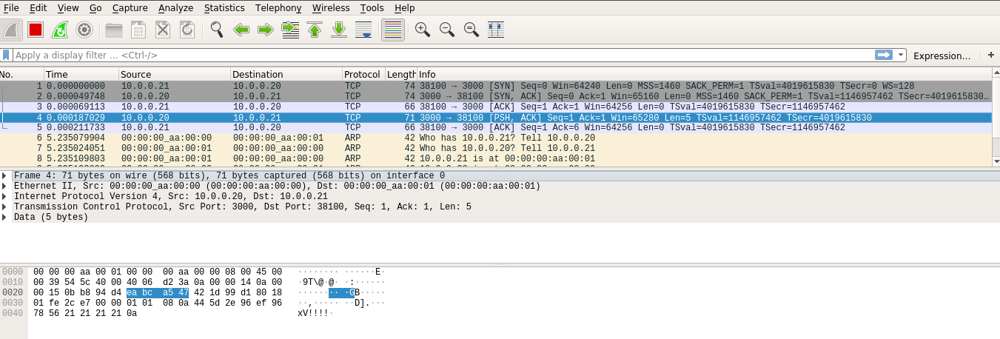 File Edit View Go Capture Analyze Statistics Telephony Wireless Tools Help
Apply a display filter ... <Ctrl-/> Expression... +
No. Time Source Destination Protocol Length Info
1 0.000000000 10.0.0.21 10.0.0.20 TCP 74 38100 → 3000 [SYN] Seq=0 Win=64240 Len=0 MSS=1460 SACK_PERM=1 TSval=4019615830 TSecr=0 WS=128
2 0.000049748 10.0.0.20 10.0.0.21 TCP 74 3000 → 38100 [SYN, ACK] Seq=0 Ack=1 Win=65160 Len=0 MSS=1460 SACK_PERM=1 TSval=1146957462 TSecr=4019615830…
3 0.000069113 10.0.0.21 10.0.0.20 TCP 66 38100 → 3000 [ACK] Seq=1 Ack=1 Win=64256 Len=0 TSval=4019615830 TSecr=1146957462
4 0.000187029 10.0.0.20 10.0.0.21 TCP 71 3000 → 38100 [PSH, ACK] Seq=1 Ack=1 Win=65280 Len=5 TSval=1146957462 TSecr=4019615830
5 0.000211733 10.0.0.21 10.0.0.20 TCP 66 38100 → 3000 [ACK] Seq=1 Ack=6 Win=64256 Len=0 TSval=4019615830 TSecr=1146957462
6 5.235079904 00:00:00_aa:00:00 00:00:00_aa:00:01 ARP 42 Who has 10.0.0.21? Tell 10.0.0.20
7 5.235024051 00:00:00_aa:00:01 00:00:00_aa:00:00 ARP 42 Who has 10.0.0.20? Tell 10.0.0.21
8 5.235109803 00:00:00_aa:00:01 00:00:00_aa:00:00 ARP 42 10.0.0.21 is at 00:00:00:aa:00:01
Frame 4: 71 bytes on wire (568 bits), 71 bytes captured (568 bits) on interface 0
Ethernet II, Src: 00:00:00_aa:00:00 (00:00:00:aa:00:00), Dst: 00:00:00_aa:00:01 (00:00:00:aa:00:01)
Internet Protocol Version 4, Src: 10.0.0.20, Dst: 10.0.0.21
Transmission Control Protocol, Src Port: 3000, Dst Port: 38100, Seq: 1, Ack: 1, Len: 5
Data (5 bytes)
0000 00 00 00 aa 00 01 00 00 00 aa 00 00 08 00 45 00 ········ ······E·
0010 00 39 54 5c 40 00 40 06 d2 3a 0a 00 00 14 0a 00 ·9T\@·@· ·:······
0020 00 15 0b b8 94 d4 ea bc a5 47 42 1d 99 d1 80 18 ········ ·GB·····
0030 01 fe 2c e7 00 00 01 01 08 0a 44 5d 2e 96 ef 96 ··,····· ··D].···
0040 78 56 21 21 21 21 0a xV!!!!·